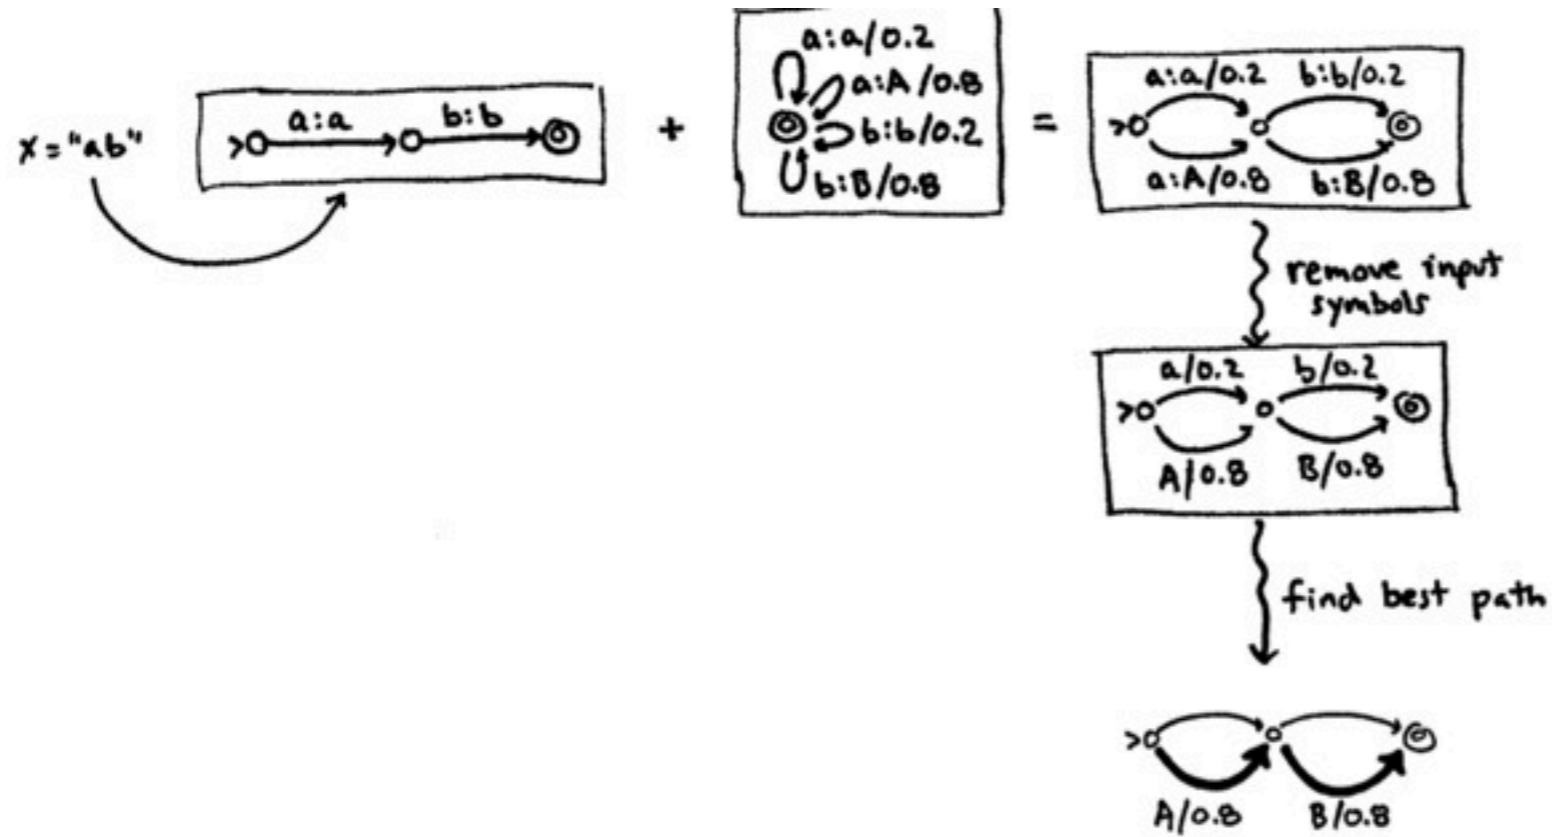 x = "ab"
a:a
b:b
+
a:a/0.2
a:A/0.8
b:b/0.2
b:B/0.8
=
a:a/0.2 b:b/0.2
a:A/0.8 b:B/0.8
remove input
symbols
a/0.2 b/0.2
A/0.8 B/0.8
find best path
A/0.8 B/0.8